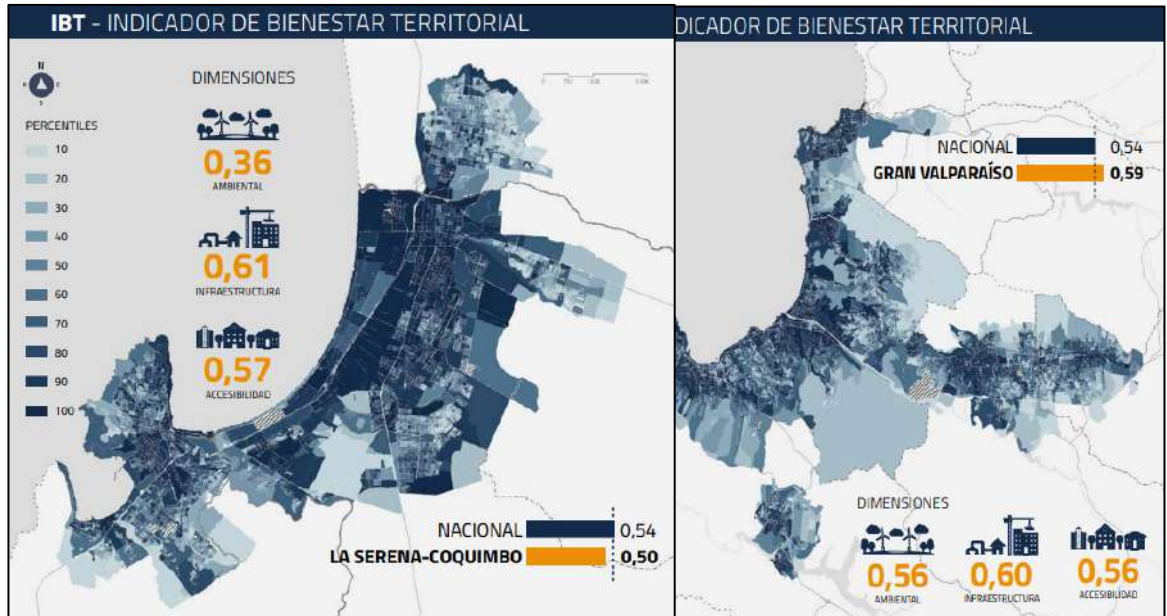 IBT - INDICADOR DE BIENESTAR TERRITORIAL
N
S
DIMENSIONES
PERCENTILES
10
20
30
40
50
60
70
80
90
100
0,36
AMBIENTAL
0,61
INFRAESTRUCTURA
0,57
ACCESIBILIDAD
NACIONAL 0,54
LA SERENA-COQUIMBO 0,50
DICADOR DE BIENESTAR TERRITORIAL
NACIONAL 0,54
GRAN VALPARAÍSO 0,59
DIMENSIONES
0,56
AMBIENTAL
0,60
INFRAESTRUCTURA
0,56
ACCESIBILIDAD